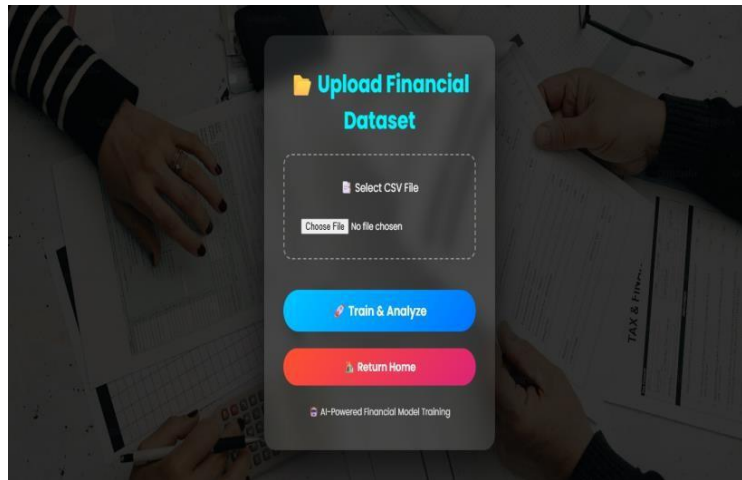 📂 Upload Financial
Dataset
Select CSV File
Choose File No file chosen
🚀 Train & Analyze
Return Home
AI-Powered Financial Model Training
TAX &